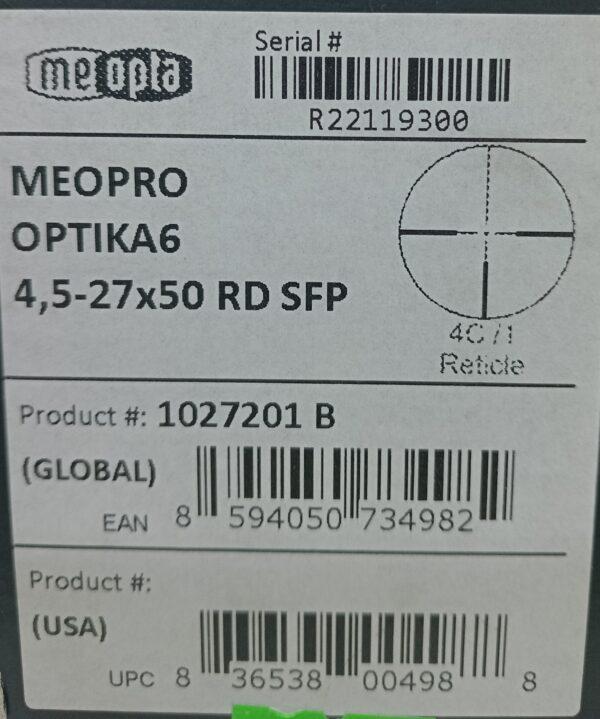 meopta
Serial #
R22119300
MEOPRO
OPTIKA6
4,5-27x50 RD SFP
4C /1
Reticle
Product #: 1027201 B
(GLOBAL)
EAN 8 594050 734982
Product #:
(USA)
UPC 8 36538 00498 8